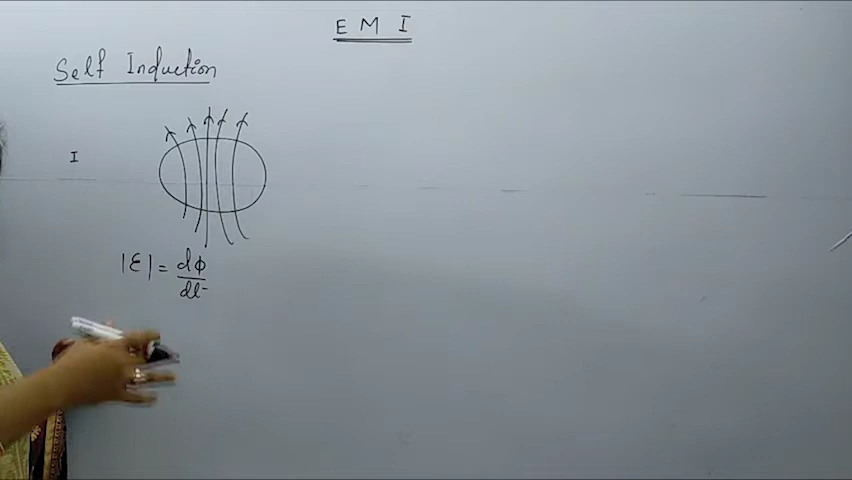 E M I
Self Induction
I
|ε| = dϕ/dt